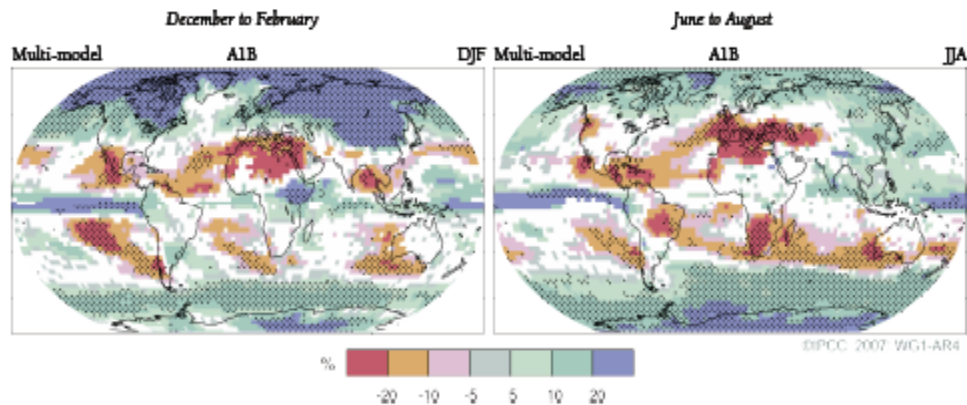 December to February
June to August
Multi-model A1B DJF
Multi-model A1B JJA
©IPCC 2007: WG1-AR4
%
-20 -10 -5 5 10 20